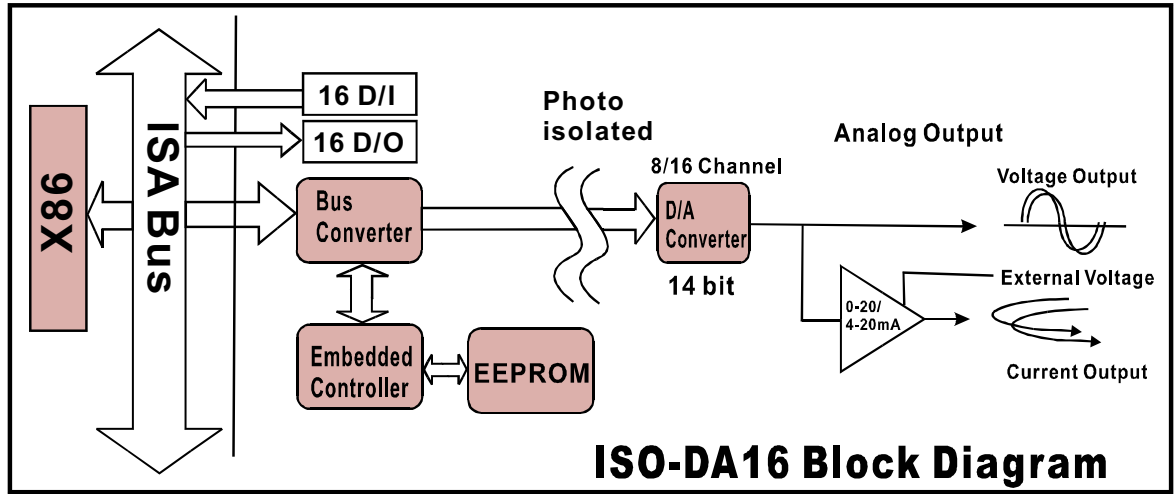 X86
ISA Bus
16 D/I
16 D/O
Bus
Converter
Embedded
Controller
EEPROM
Photo
isolated
8/16 Channel
D/A
Converter
14 bit
Analog Output
Voltage Output
External Voltage
0-20/
4-20mA
Current Output
ISO-DA16 Block Diagram